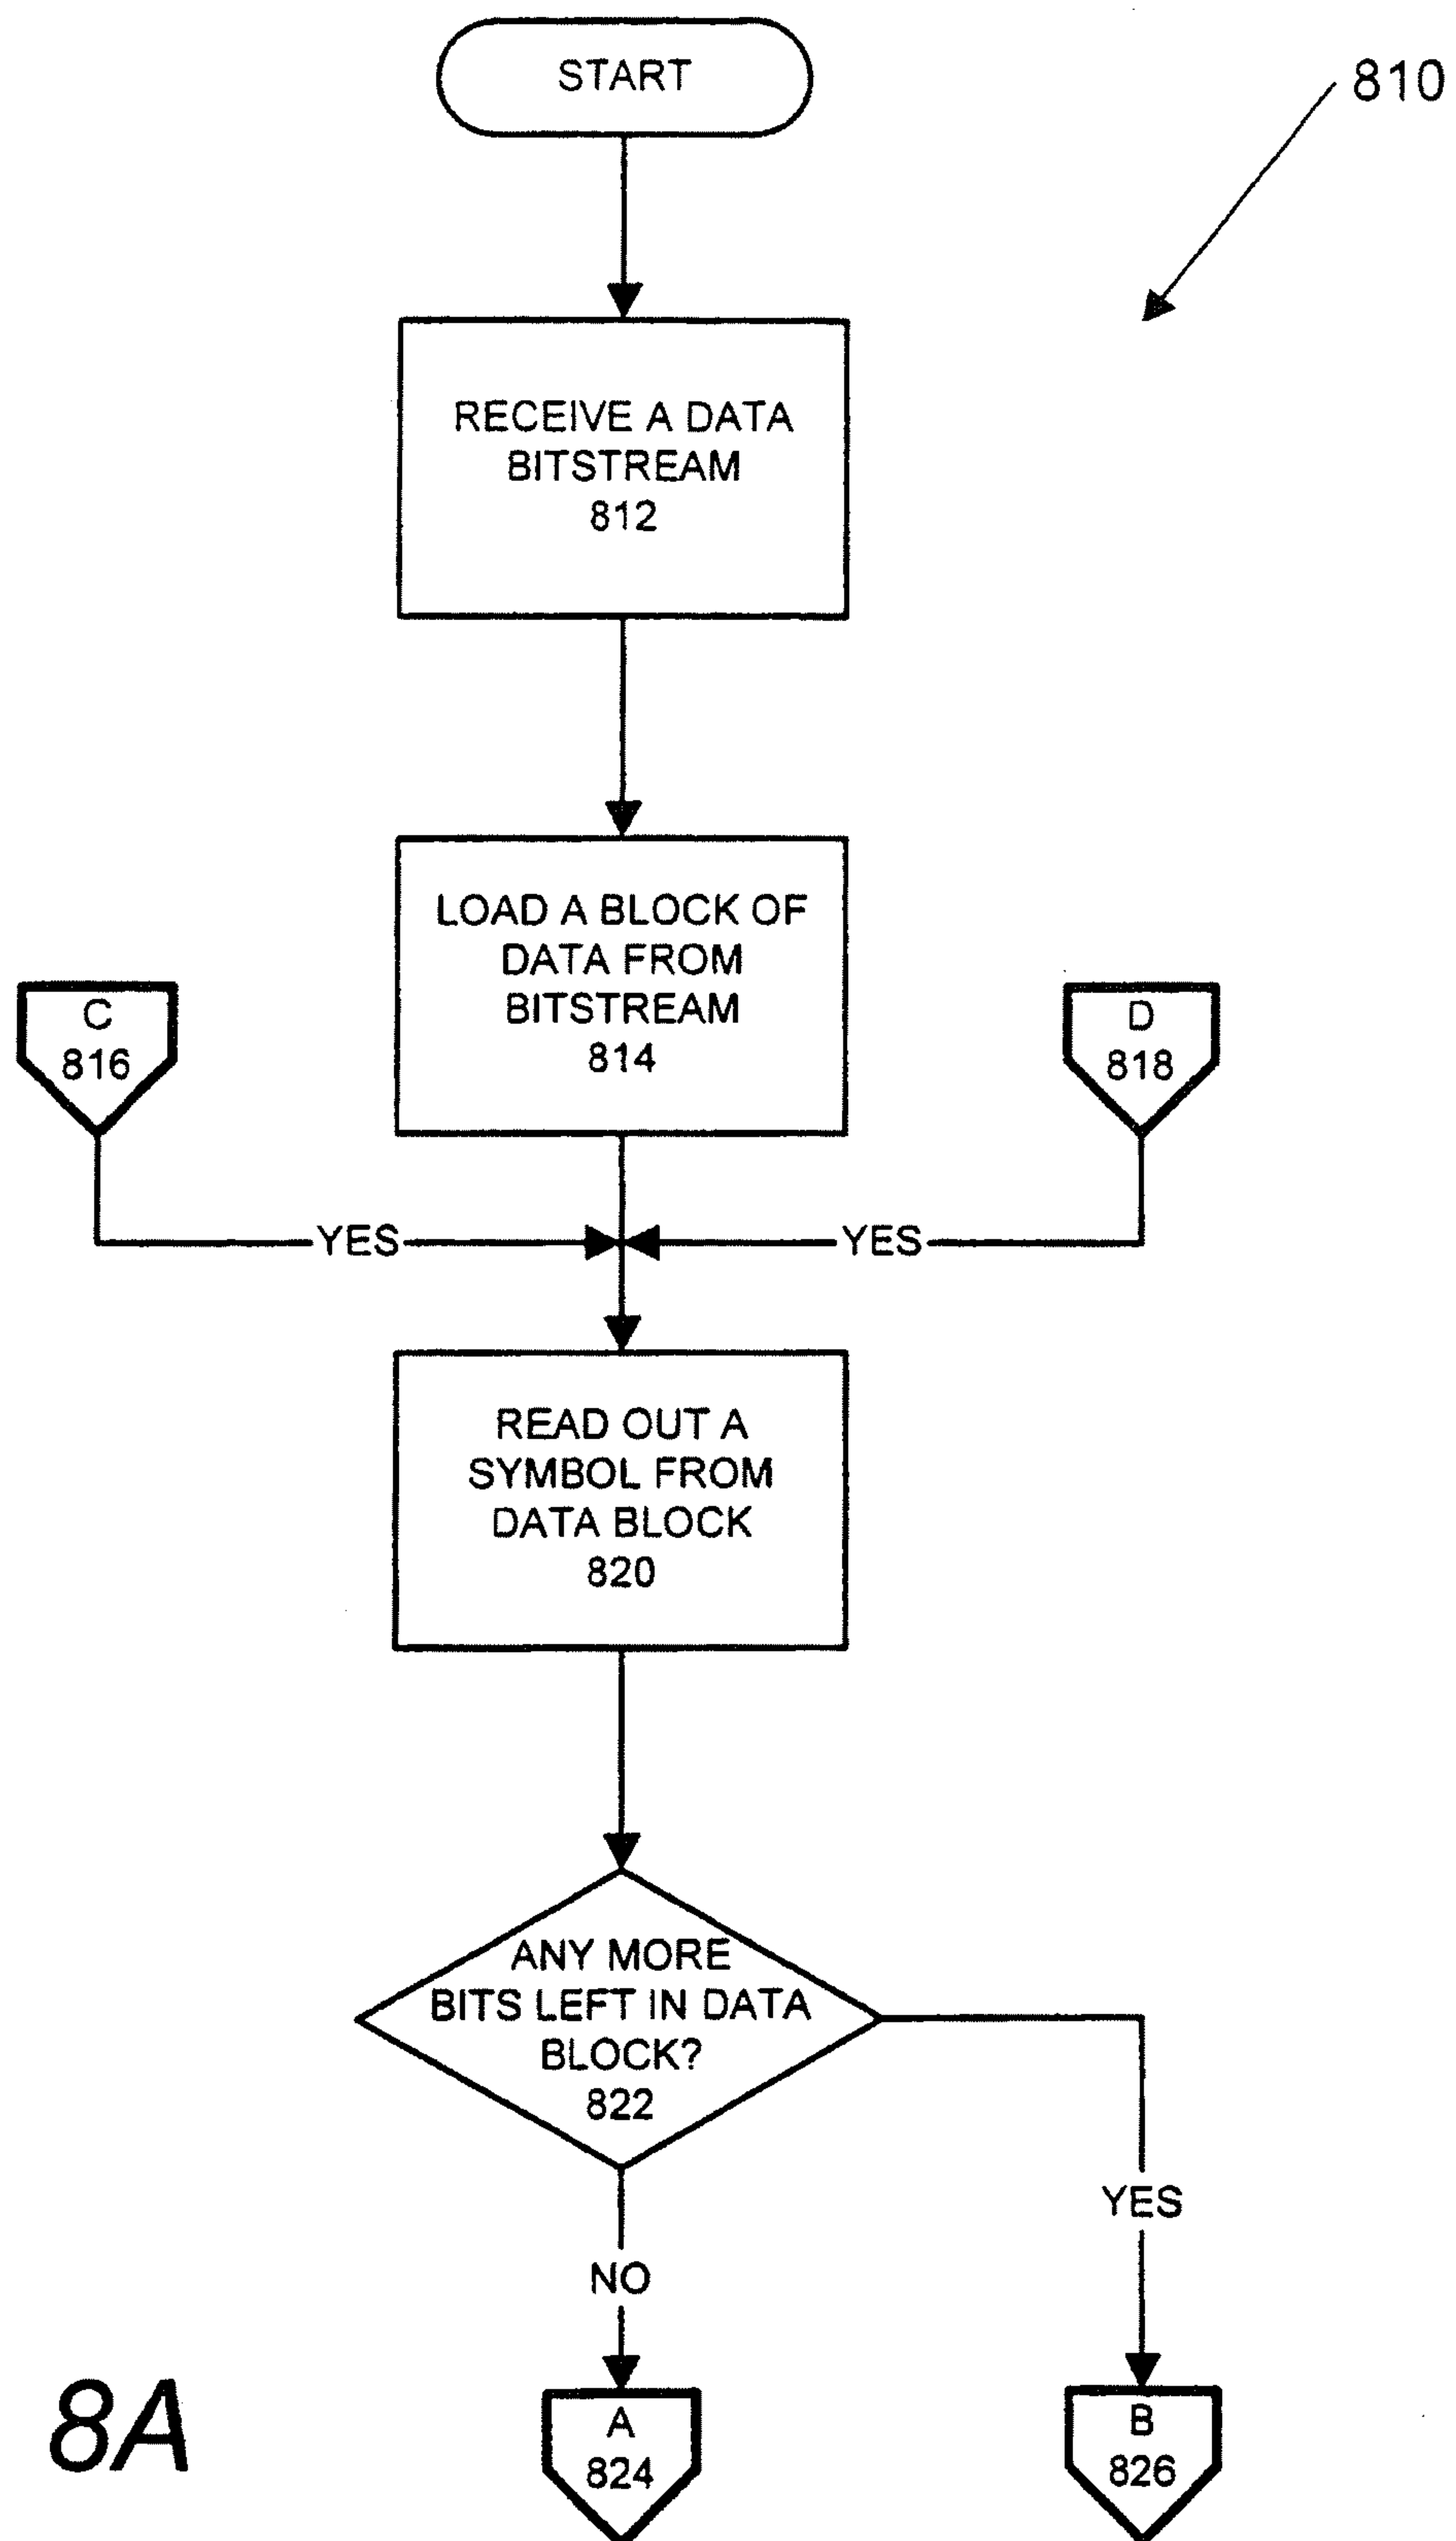 START
810
RECEIVE A DATA
BITSTREAM
812
LOAD A BLOCK OF
DATA FROM
BITSTREAM
814
C
816
D
818
YES
YES
READ OUT A
SYMBOL FROM
DATA BLOCK
820
ANY MORE
BITS LEFT IN DATA
BLOCK?
822
YES
NO
8A
A
824
B
826